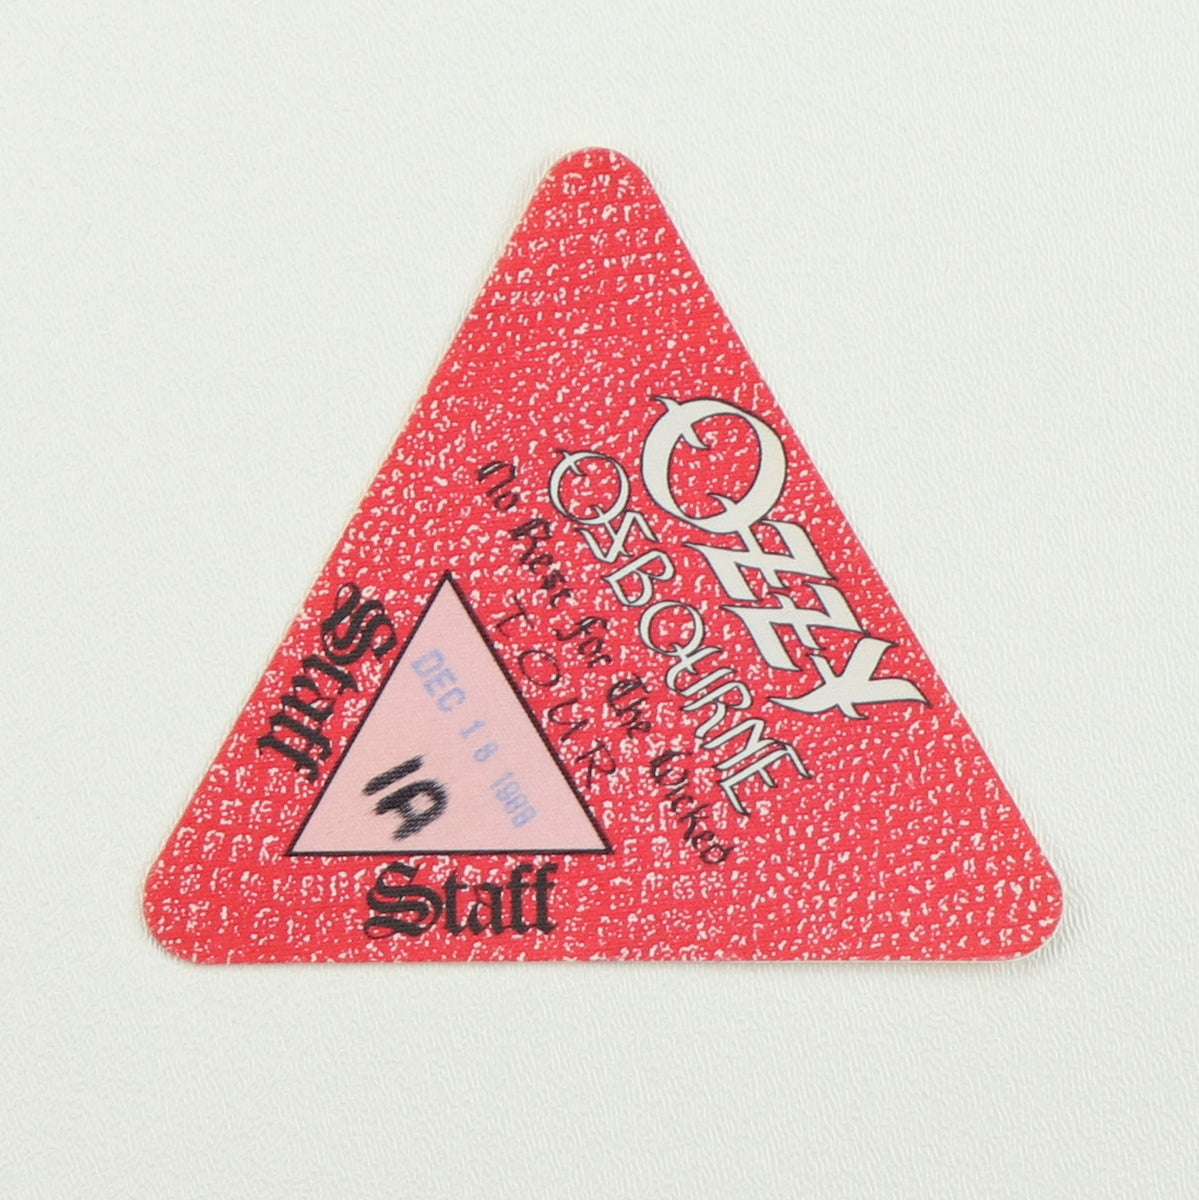 Ozzy
OSBOURNE
No Rest For The Wicked
TOUR
Staff
DEC 18 1988
IA
Staff